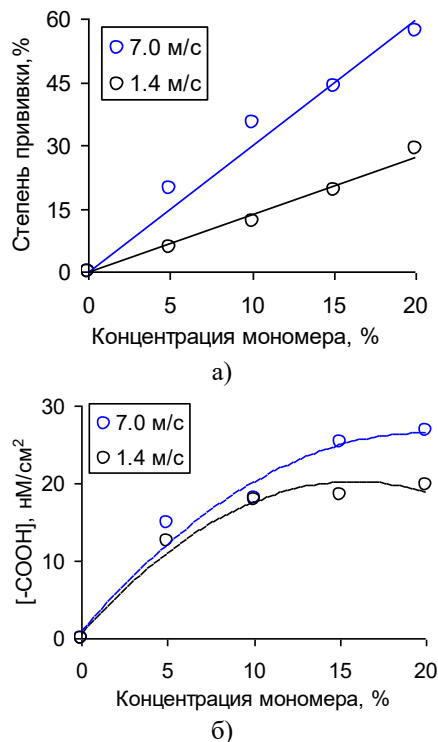 60
45
30
15
0
Степень прививки,%
7.0 м/с
1.4 м/с
0 5 10 15 20
Концентрация мономера, %
а)
30
20
10
0
[-COOH], нМ/см²
7.0 м/с
1.4 м/с
0 5 10 15 20
Концентрация мономера, %
б)